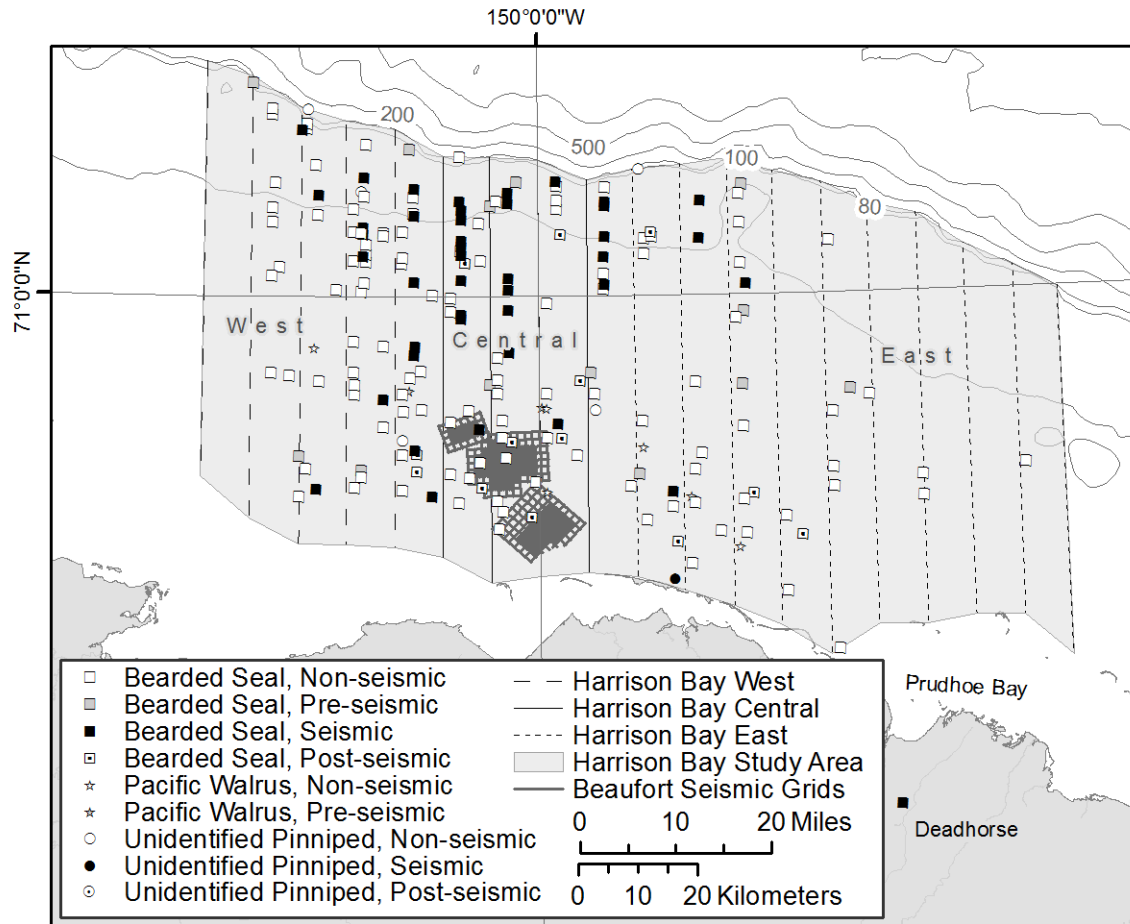 150°0'0"W
200
500
100
80
71°0'0"N
West
Central
East
Prudhoe Bay
Deadhorse
Bearded Seal, Non-seismic
Bearded Seal, Pre-seismic
Bearded Seal, Seismic
Bearded Seal, Post-seismic
Pacific Walrus, Non-seismic
Pacific Walrus, Pre-seismic
Unidentified Pinniped, Non-seismic
Unidentified Pinniped, Seismic
Unidentified Pinniped, Post-seismic
Harrison Bay West
Harrison Bay Central
Harrison Bay East
Harrison Bay Study Area
Beaufort Seismic Grids
0 10 20 Miles
0 10 20 Kilometers